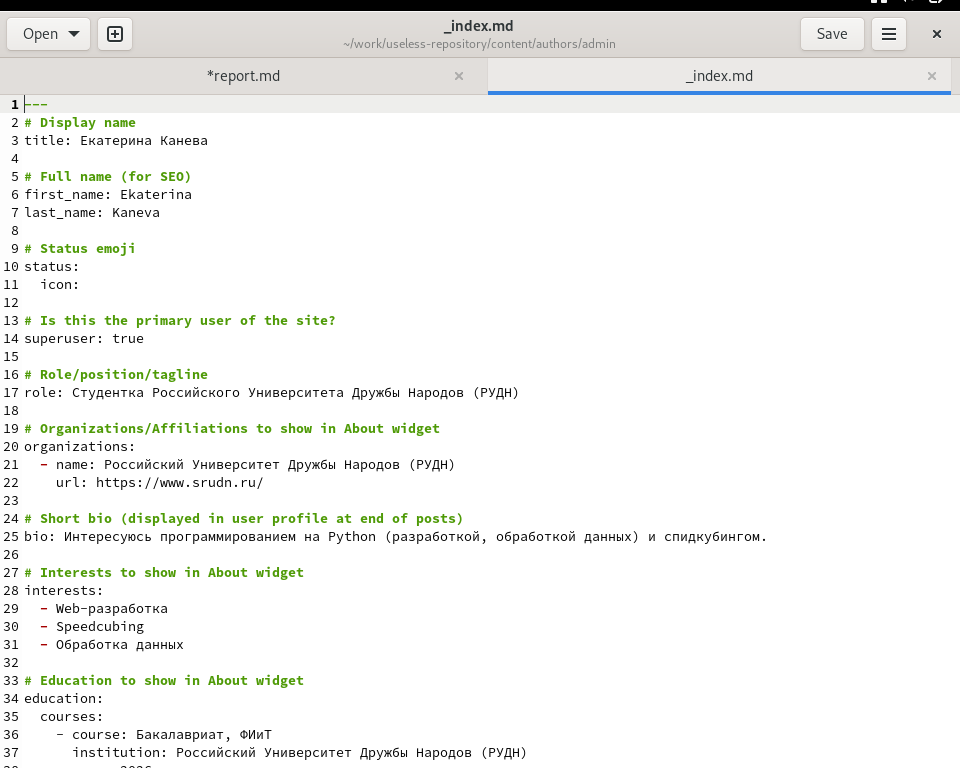 Open
_index.md
~/work/useless-repository/content/authors/admin
Save
*report.md
_index.md
1 ---
2 # Display name
3 title: Екатерина Канева
4
5 # Full name (for SEO)
6 first_name: Ekaterina
7 last_name: Kaneva
8
9 # Status emoji
10 status:
11   icon:
12
13 # Is this the primary user of the site?
14 superuser: true
15
16 # Role/position/tagline
17 role: Студентка Российского Университета Дружбы Народов (РУДН)
18
19 # Organizations/Affiliations to show in About widget
20 organizations:
21   - name: Российский Университет Дружбы Народов (РУДН)
22     url: https://www.srudn.ru/
23
24 # Short bio (displayed in user profile at end of posts)
25 bio: Интересуюсь программированием на Python (разработкой, обработкой данных) и спидкубингом.
26
27 # Interests to show in About widget
28 interests:
29   - Web-разработка
30   - Speedcubing
31   - Обработка данных
32
33 # Education to show in About widget
34 education:
35   courses:
36     - course: Бакалавриат, ФИиТ
37       institution: Российский Университет Дружбы Народов (РУДН)